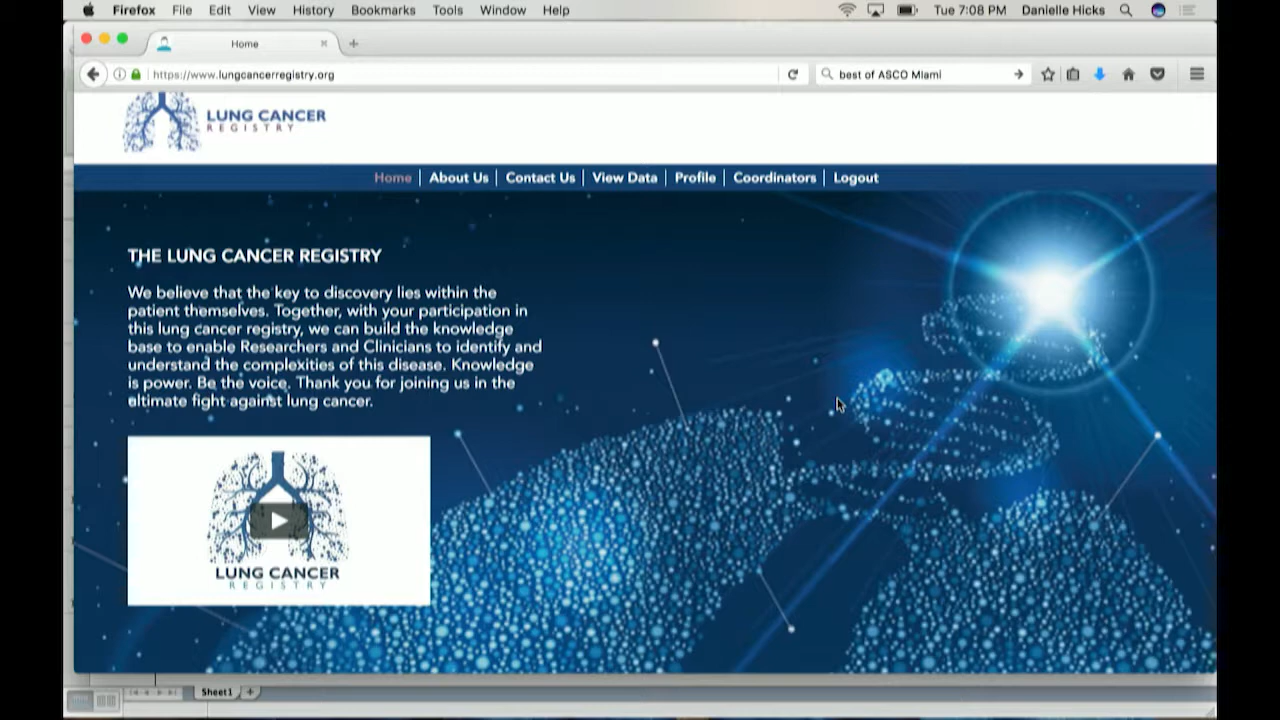 Firefox File Edit View History Bookmarks Tools Window Help Tue 7:08 PM Danielle Hicks
Home
https://www.lungcancerregistry.org best of ASCO Miami
LUNG CANCER
REGISTRY
Home About Us Contact Us View Data Profile Coordinators Logout
THE LUNG CANCER REGISTRY
We believe that the key to discovery lies within the
patient themselves. Together, with your participation in
this lung cancer registry, we can build the knowledge
base to enable Researchers and Clinicians to identify and
understand the complexities of this disease. Knowledge
is power. Be the voice. Thank you for joining us in the
ultimate fight against lung cancer.
LUNG CANCER
REGISTRY
Sheet1